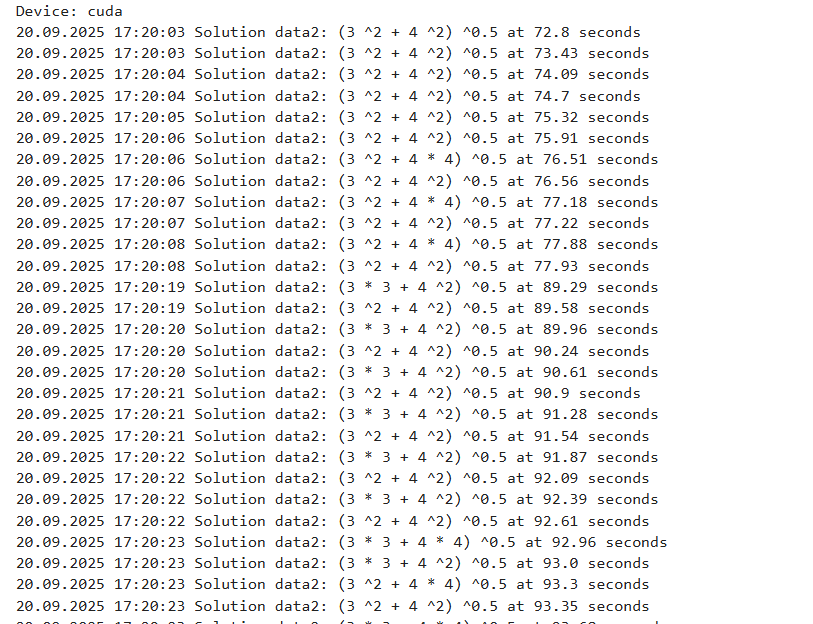 Device: cuda
20.09.2025 17:20:03 Solution data2: (3 ^2 + 4 ^2) ^0.5 at 72.8 seconds
20.09.2025 17:20:03 Solution data2: (3 ^2 + 4 ^2) ^0.5 at 73.43 seconds
20.09.2025 17:20:04 Solution data2: (3 ^2 + 4 ^2) ^0.5 at 74.09 seconds
20.09.2025 17:20:04 Solution data2: (3 ^2 + 4 ^2) ^0.5 at 74.7 seconds
20.09.2025 17:20:05 Solution data2: (3 ^2 + 4 ^2) ^0.5 at 75.32 seconds
20.09.2025 17:20:06 Solution data2: (3 ^2 + 4 ^2) ^0.5 at 75.91 seconds
20.09.2025 17:20:06 Solution data2: (3 ^2 + 4 * 4) ^0.5 at 76.51 seconds
20.09.2025 17:20:06 Solution data2: (3 ^2 + 4 ^2) ^0.5 at 76.56 seconds
20.09.2025 17:20:07 Solution data2: (3 ^2 + 4 * 4) ^0.5 at 77.18 seconds
20.09.2025 17:20:07 Solution data2: (3 ^2 + 4 ^2) ^0.5 at 77.22 seconds
20.09.2025 17:20:08 Solution data2: (3 ^2 + 4 * 4) ^0.5 at 77.88 seconds
20.09.2025 17:20:08 Solution data2: (3 ^2 + 4 ^2) ^0.5 at 77.93 seconds
20.09.2025 17:20:19 Solution data2: (3 * 3 + 4 ^2) ^0.5 at 89.29 seconds
20.09.2025 17:20:19 Solution data2: (3 ^2 + 4 ^2) ^0.5 at 89.58 seconds
20.09.2025 17:20:20 Solution data2: (3 * 3 + 4 ^2) ^0.5 at 89.96 seconds
20.09.2025 17:20:20 Solution data2: (3 ^2 + 4 ^2) ^0.5 at 90.24 seconds
20.09.2025 17:20:20 Solution data2: (3 * 3 + 4 ^2) ^0.5 at 90.61 seconds
20.09.2025 17:20:21 Solution data2: (3 ^2 + 4 ^2) ^0.5 at 90.9 seconds
20.09.2025 17:20:21 Solution data2: (3 * 3 + 4 ^2) ^0.5 at 91.28 seconds
20.09.2025 17:20:21 Solution data2: (3 ^2 + 4 ^2) ^0.5 at 91.54 seconds
20.09.2025 17:20:22 Solution data2: (3 * 3 + 4 ^2) ^0.5 at 91.87 seconds
20.09.2025 17:20:22 Solution data2: (3 ^2 + 4 ^2) ^0.5 at 92.09 seconds
20.09.2025 17:20:22 Solution data2: (3 * 3 + 4 ^2) ^0.5 at 92.39 seconds
20.09.2025 17:20:22 Solution data2: (3 ^2 + 4 ^2) ^0.5 at 92.61 seconds
20.09.2025 17:20:23 Solution data2: (3 * 3 + 4 * 4) ^0.5 at 92.96 seconds
20.09.2025 17:20:23 Solution data2: (3 * 3 + 4 ^2) ^0.5 at 93.0 seconds
20.09.2025 17:20:23 Solution data2: (3 ^2 + 4 * 4) ^0.5 at 93.3 seconds
20.09.2025 17:20:23 Solution data2: (3 ^2 + 4 ^2) ^0.5 at 93.35 seconds